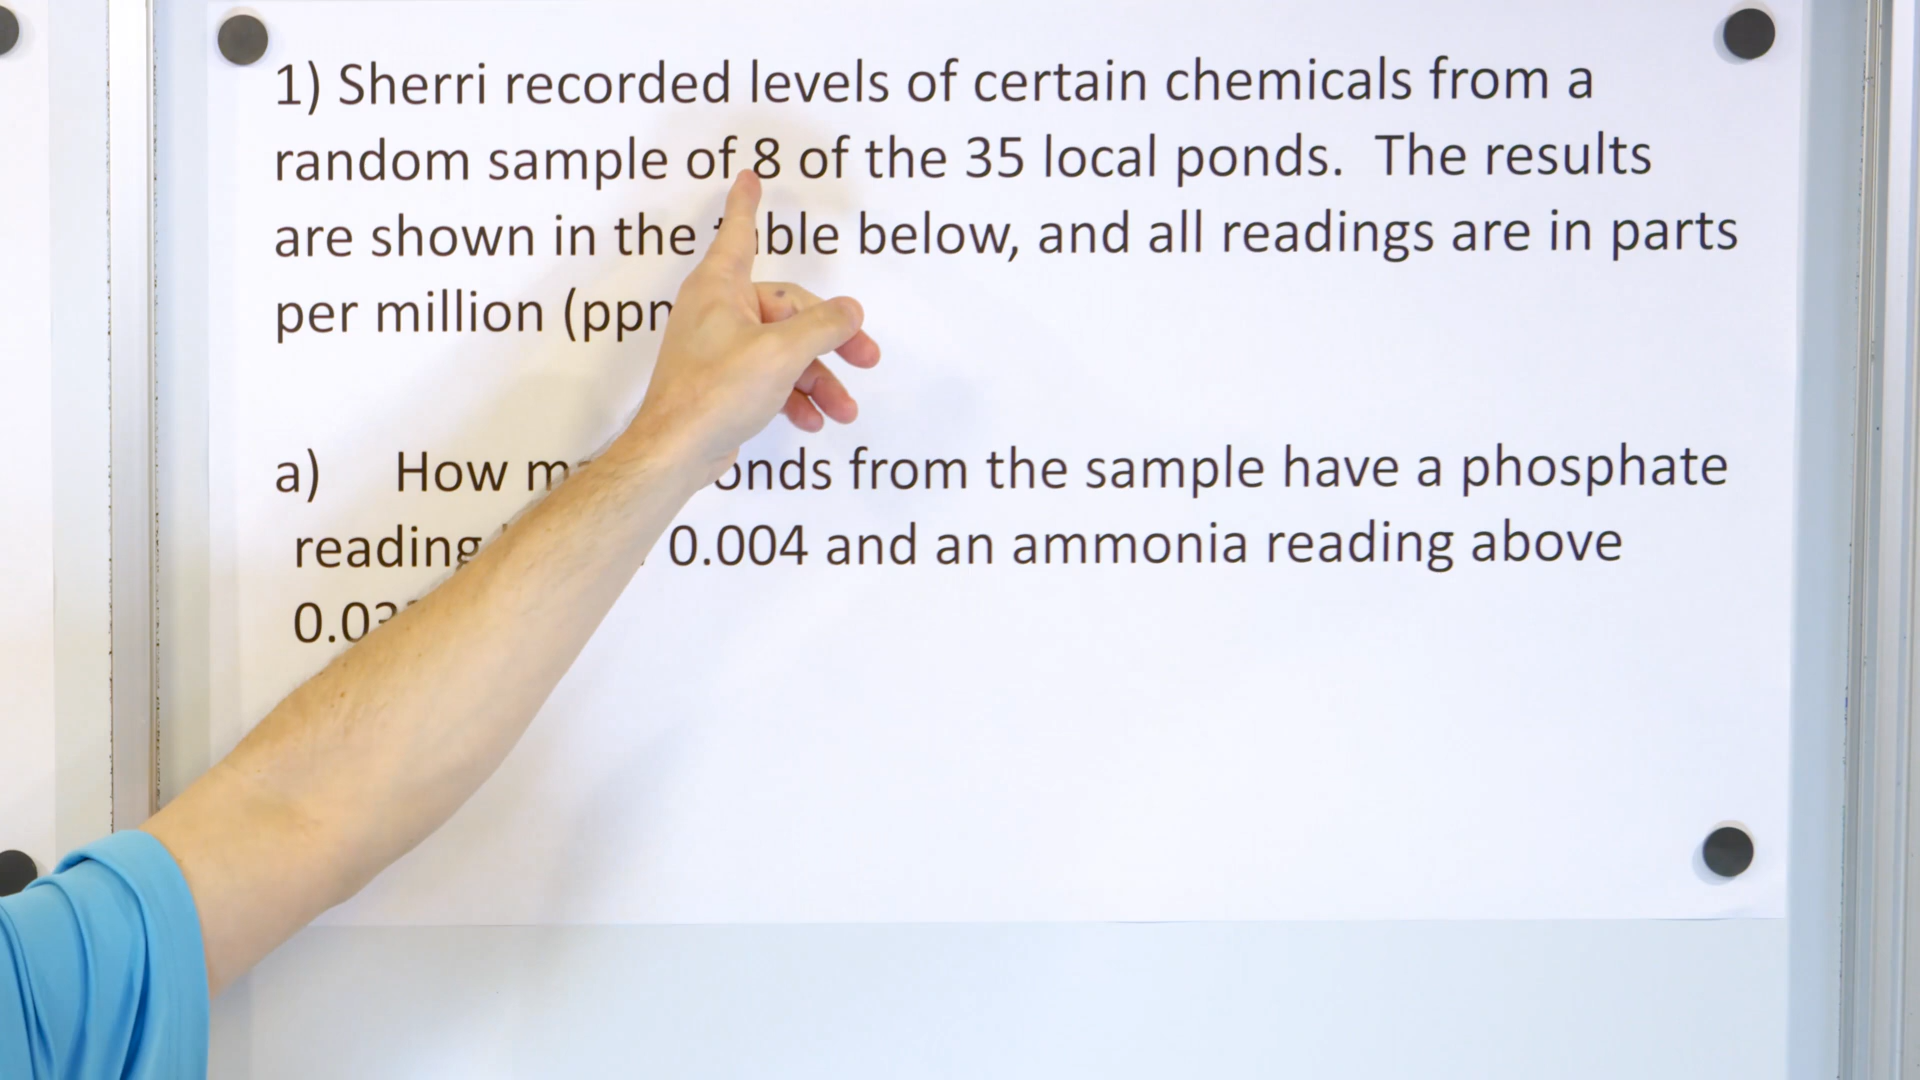 1) Sherri recorded levels of certain chemicals from a
random sample of 8 of the 35 local ponds. The results
are shown in the below, and all readings are in parts
per million
a) How from the sample have a phosphate
reading 0.004 and an ammonia reading above